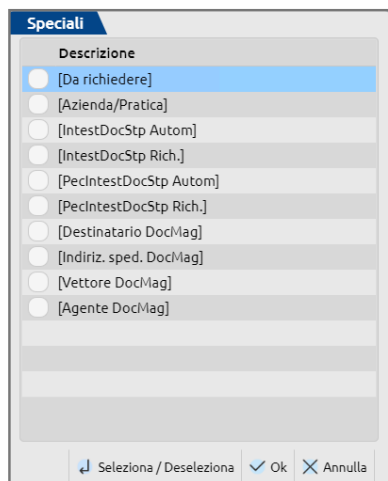 Speciali
Descrizione
[Da richiedere]
[Azienda/Pratica]
[IntestDocStp Autom]
[IntestDocStp Rich.]
[PecIntestDocStp Autom]
[PecIntestDocStp Rich.]
[Destinatario DocMag]
[Indiriz. sped. DocMag]
[Vettore DocMag]
[Agente DocMag]
Seleziona / Deseleziona Ok Annulla